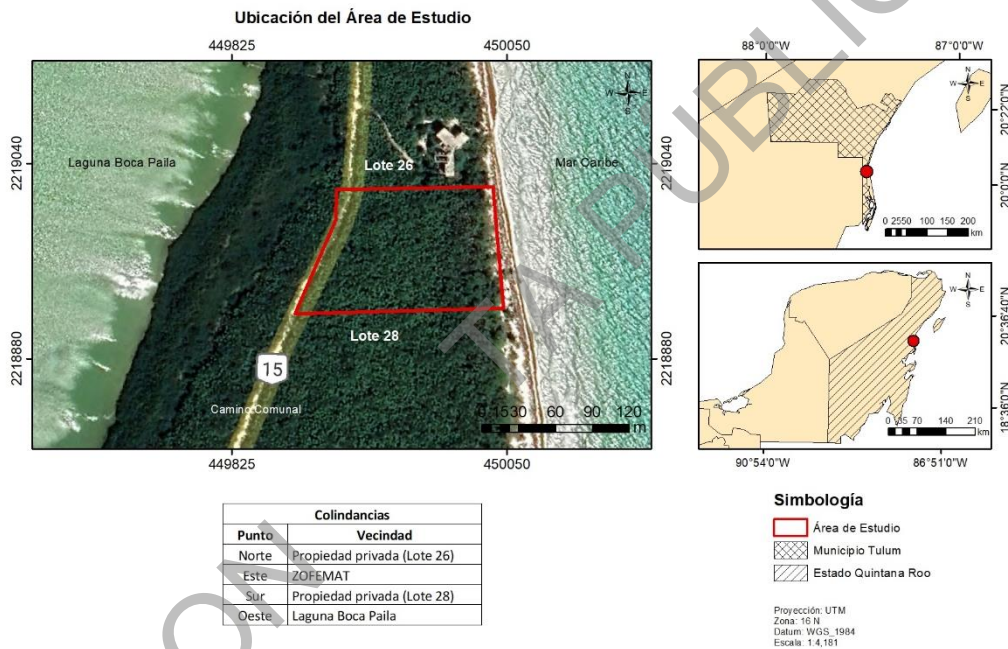 Ubicación del Área de Estudio
449825 450050
2219040 2219040
2218880 2218880
Laguna Boca Paila
Lote 26
Mar Caribe
Lote 28
15
Camino Comunal
N
W E
S
0 15 30 60 90 120
m
449825 450050
88°0'0"W 87°0'0"W
20°22'0"N
20°0'0"N
N
W E
S
0 25 50 100 150 200
km
20°36'40"N
18°36'0"N
N
W E
S
0 35 70 140 210
km
90°54'0"W 86°51'0"W
Colindancias
Punto Vecindad
Norte Propiedad privada (Lote 26)
Este ZOFEMAT
Sur Propiedad privada (Lote 28)
Oeste Laguna Boca Paila
Simbología
Área de Estudio
Municipio Tulum
Estado Quintana Roo
Proyección: UTM
Zona: 16 N
Datum: WGS_1984
Escala: 1:4,181